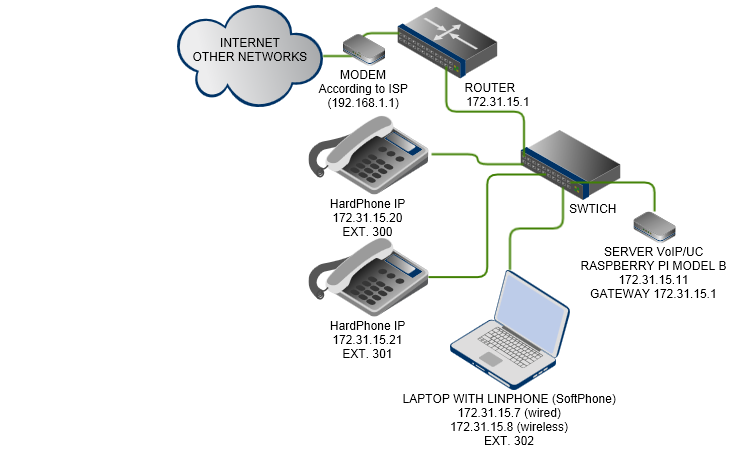 INTERNET
OTHER NETWORKS
MODEM
According to ISP
(192.168.1.1)
ROUTER
172.31.15.1
HardPhone IP
172.31.15.20
EXT. 300
SWTICH
SERVER VoIP/UC
RASPBERRY PI MODEL B
172.31.15.11
GATEWAY 172.31.15.1
HardPhone IP
172.31.15.21
EXT. 301
LAPTOP WITH LINPHONE (SoftPhone)
172.31.15.7 (wired)
172.31.15.8 (wireless)
EXT. 302